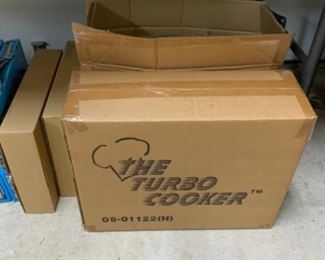 THE
TURBO
COOKER™
08-01122(H)